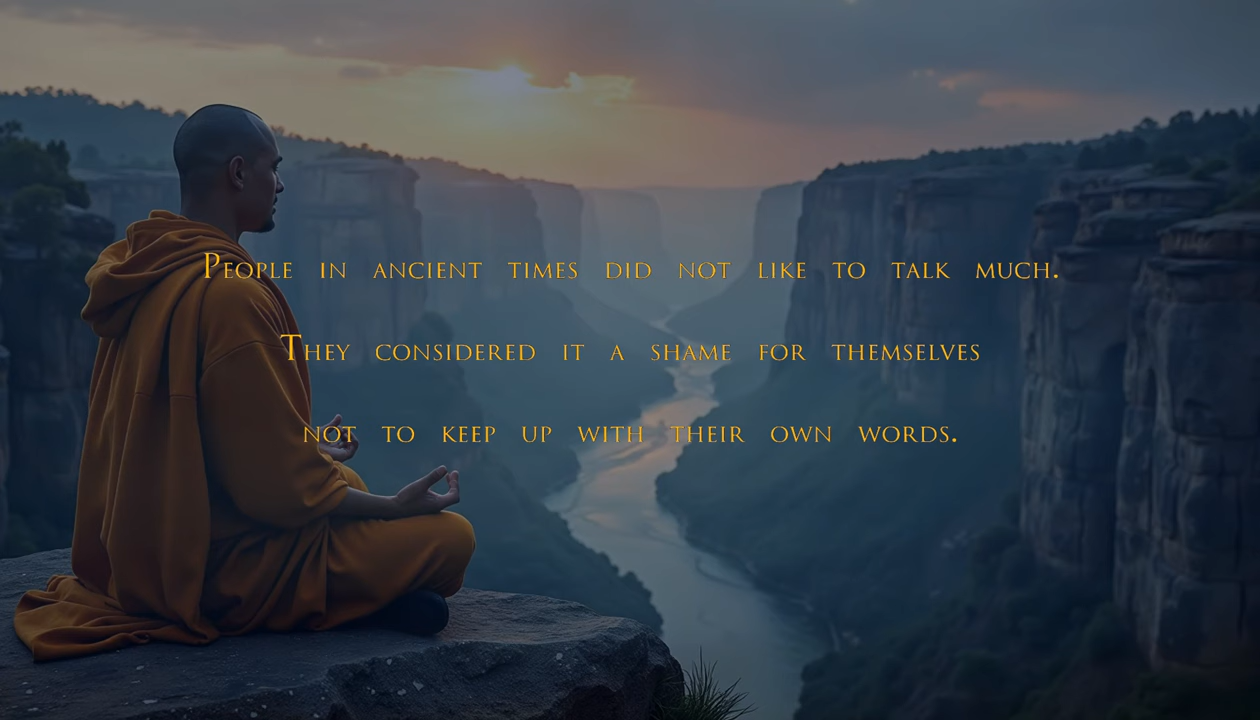 People in ancient times did not like to talk much.
They considered it a shame for themselves
not to keep up with their own words.